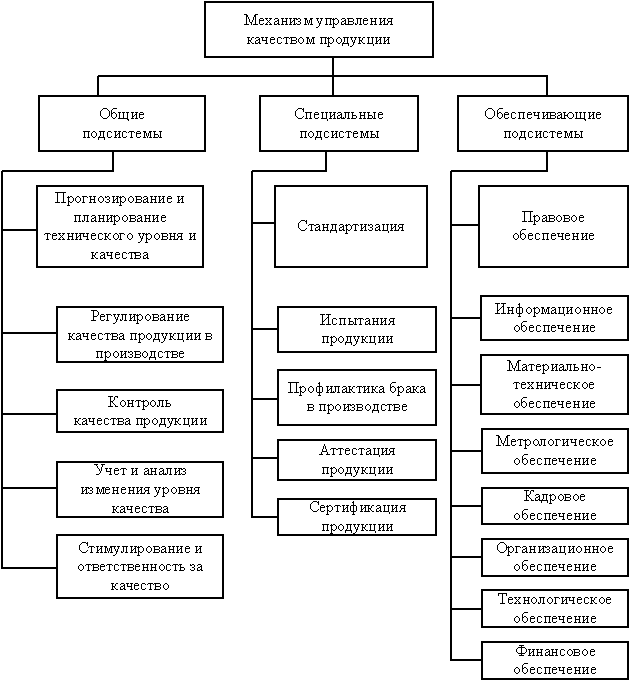 Механизм управления
качеством продукции
Общие
подсистемы
Специальные
подсистемы
Обеспечивающие
подсистемы
Прогнозирование и
планирование
технического уровня и
качества
Регулирование
качества продукции в
производстве
Контроль
качества продукции
Учет и анализ
изменения уровня
качества
Стимулирование и
ответственность за
качество
Стандартизация
Испытания
продукции
Профилактика брака
в производстве
Аттестация
продукции
Сертификация
продукции
Правовое
обеспечение
Информационное
обеспечение
Материально-
техническое
обеспечение
Метрологическое
обеспечение
Кадровое
обеспечение
Организационное
обеспечение
Технологическое
обеспечение
Финансовое
обеспечение